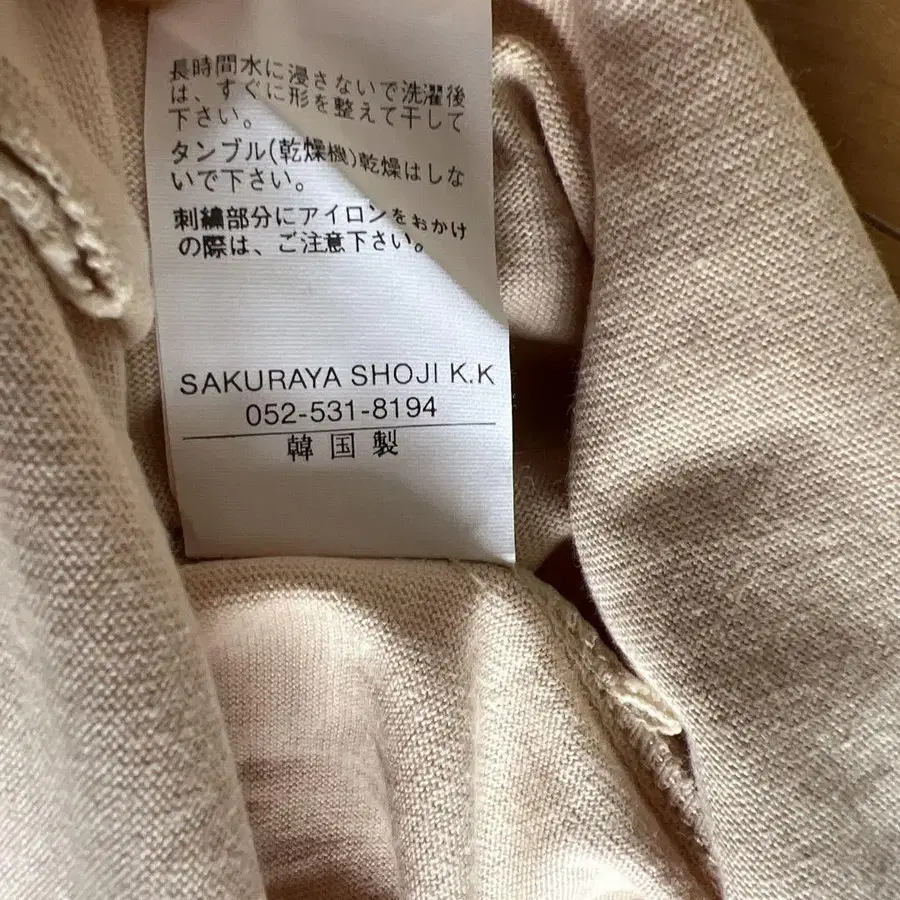 長時間水に浸さないで洗濯後
は、すぐに形を整えて干して
下さい。
タンブル(乾燥機)乾燥はしな
いで下さい。
刺繍部分にアイロンをおかけ
の際は、ご注意下さい。
SAKURAYA SHOJI K.K
052-531-8194
韓国製